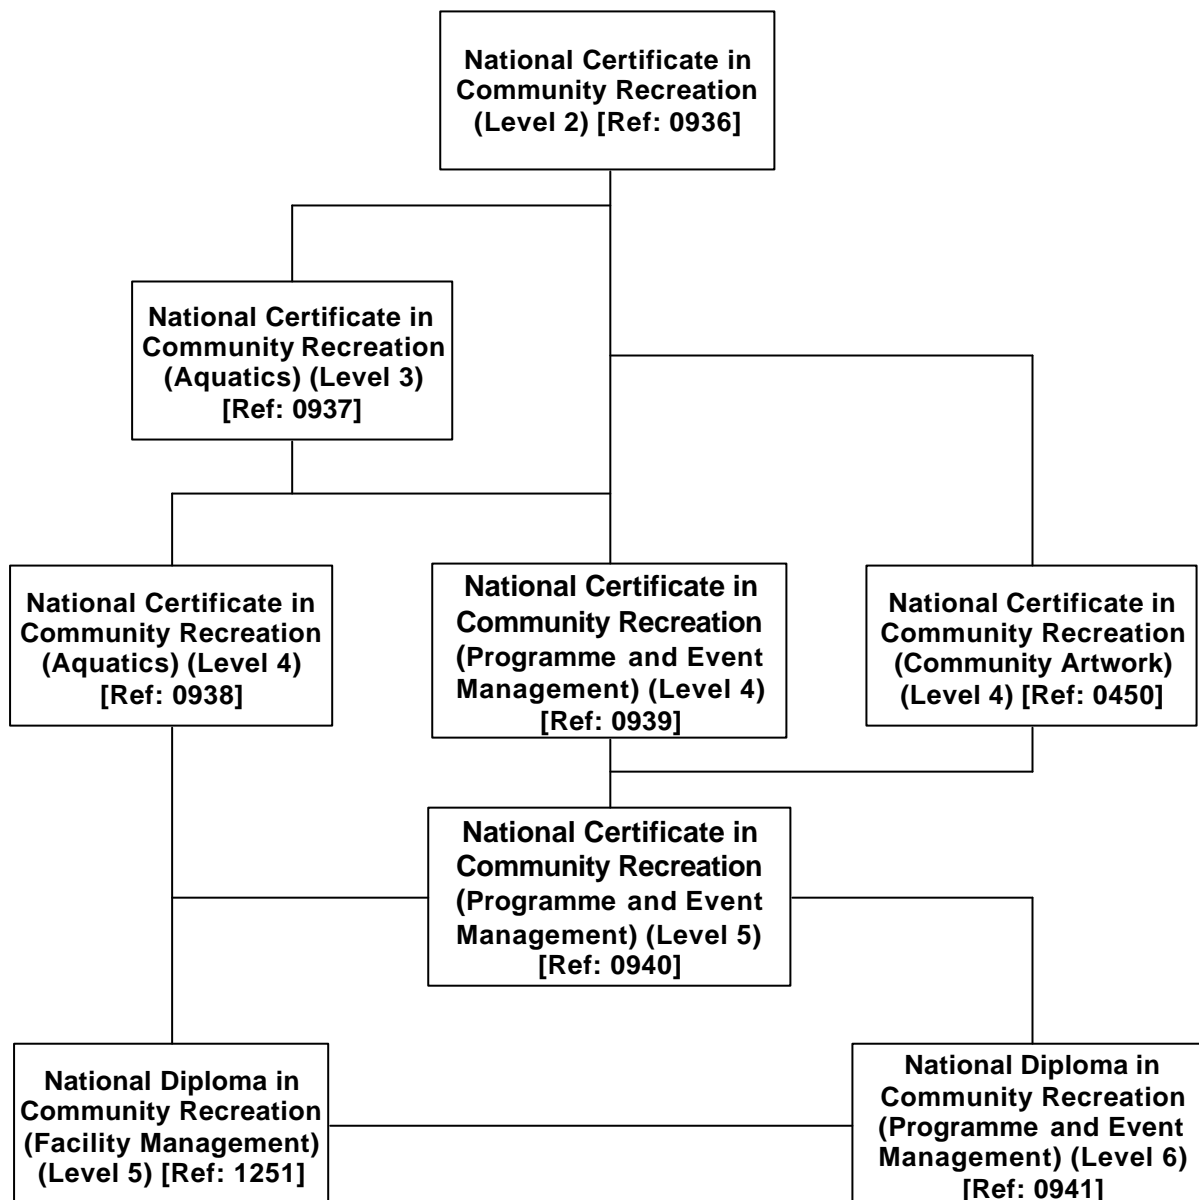 National Certificate in
Community Recreation
(Level 2) [Ref: 0936]
National Certificate in
Community Recreation
(Aquatics) (Level 3)
[Ref: 0937]
National Certificate in
Community Recreation
(Aquatics) (Level 4)
[Ref: 0938]
National Certificate in
Community Recreation
(Programme and Event
Management) (Level 4)
[Ref: 0939]
National Certificate in
Community Recreation
(Community Artwork)
(Level 4) [Ref: 0450]
National Certificate in
Community Recreation
(Programme and Event
Management) (Level 5)
[Ref: 0940]
National Diploma in
Community Recreation
(Facility Management)
(Level 5) [Ref: 1251]
National Diploma in
Community Recreation
(Programme and Event
Management) (Level 6)
[Ref: 0941]